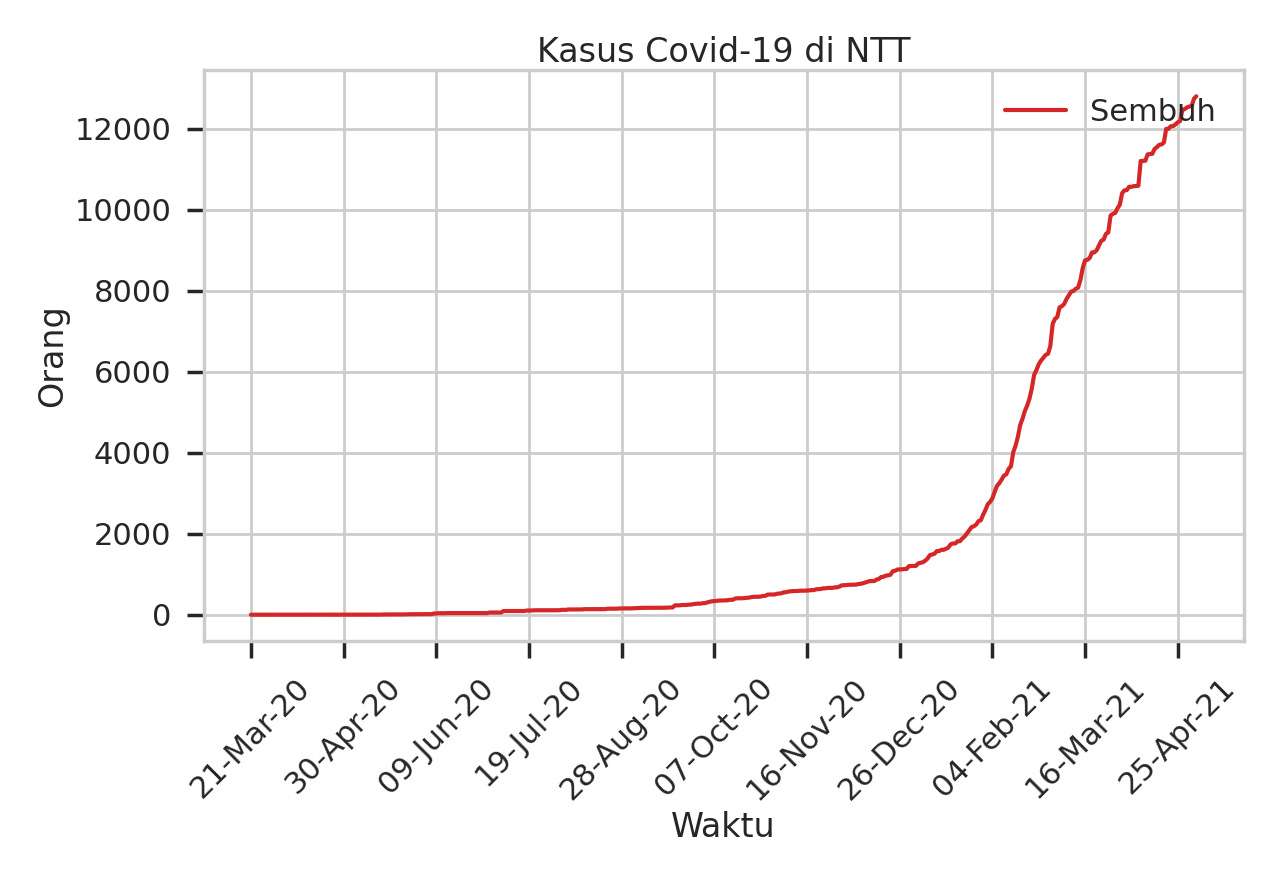 Kasus Covid-19 di NTT
Sembuh
12000
10000
8000
6000
4000
2000
0
Orang
21-Mar-20
30-Apr-20
09-Jun-20
19-Jul-20
28-Aug-20
07-Oct-20
16-Nov-20
26-Dec-20
04-Feb-21
16-Mar-21
25-Apr-21
Waktu